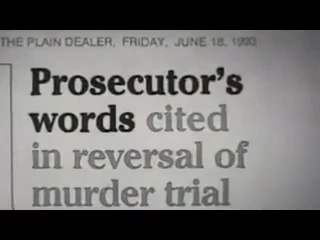 THE PLAIN DEALER, FRIDAY, JUNE 18, 1993
Prosecutor's
words cited
in reversal of
murder trial